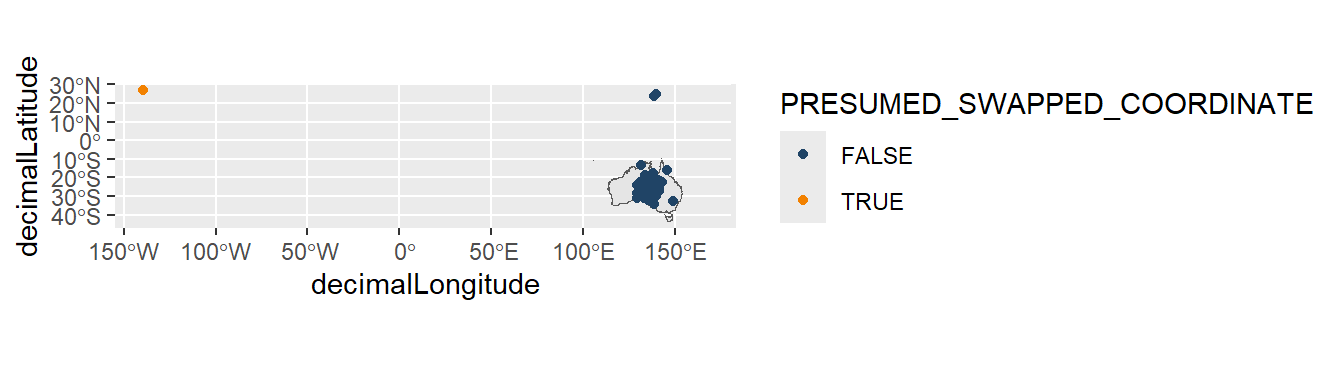 decimalLatitude
30°N
20°N
10°N
0°
10°S
20°S
30°S
40°S
150°W
100°W
50°W
0°
50°E
100°E
150°E
decimalLongitude
PRESUMED_SWAPPED_COORDINATE
FALSE
TRUE